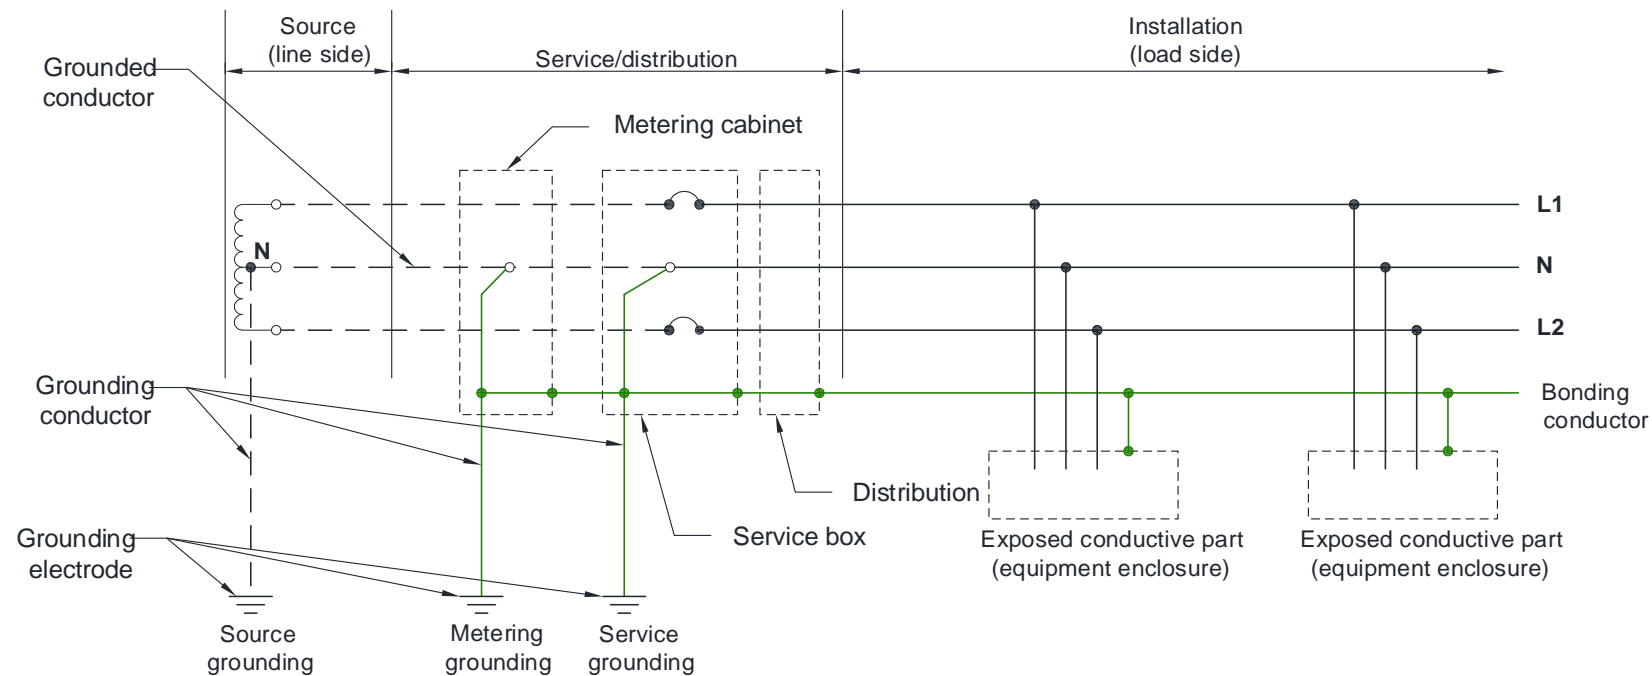 Source
(line side)
Service/distribution
Installation
(load side)
Grounded
conductor
Metering cabinet
L1
N
N
L2
Grounding
conductor
Bonding
conductor
Distribution
Service box
Grounding
electrode
Exposed conductive part
(equipment enclosure)
Exposed conductive part
(equipment enclosure)
Source
grounding
Metering
grounding
Service
grounding